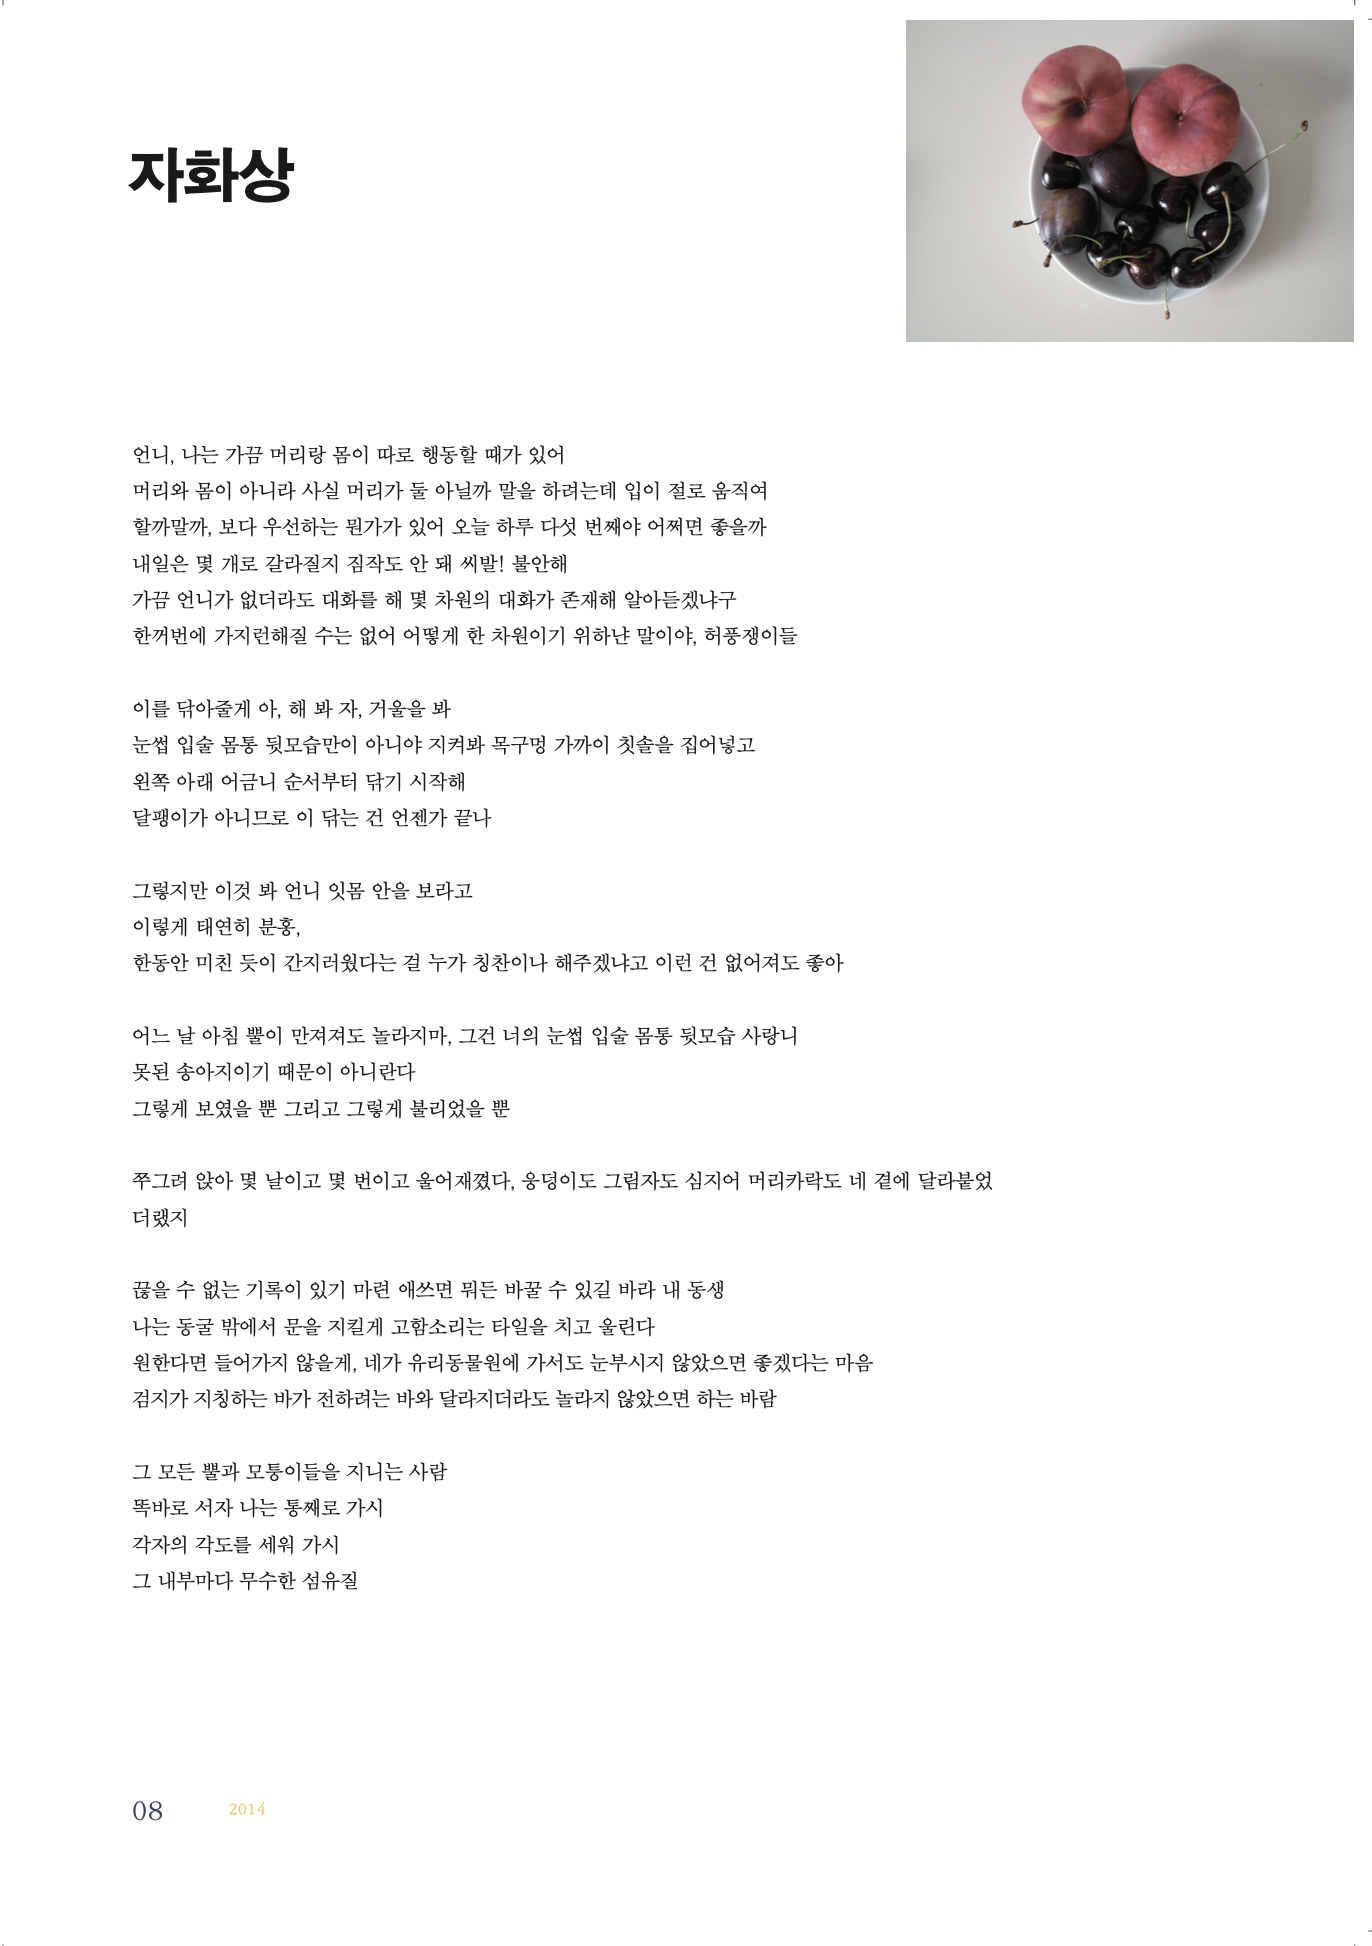 자화상
언니, 나는 가끔 머리랑 몸이 따로 행동할 때가 있어
머리와 몸이 아니라 사실 머리가 둘 아닐까 말을 하려는데 입이 절로 움직여
할까말까, 보다 우선하는 뭔가가 있어 오늘 하루 다섯 번째야 어쩌면 좋을까
내일은 몇 개로 갈라질지 짐작도 안 돼 씨발! 불안해
가끔 언니가 없더라도 대화를 해 몇 차원의 대화가 존재해 알아듣겠냐구
한꺼번에 가지런해질 수는 없어 어떻게 한 차원이기 위하냔 말이야, 허풍쟁이들
이를 닦아줄게 아, 해 봐 자, 거울을 봐
눈썹 입술 몸통 뒷모습만이 아니야 지켜봐 목구멍 가까이 칫솔을 집어넣고
왼쪽 아래 어금니 순서부터 닦기 시작해
달팽이가 아니므로 이 닦는 건 언젠가 끝나
그렇지만 이것 봐 언니 잇몸 안을 보라고
이렇게 태연히 분홍,
한동안 미친 듯이 간지러웠다는 걸 누가 칭찬이나 해주겠냐고 이런 건 없어져도 좋아
어느 날 아침 뿔이 만져져도 놀라지마, 그건 너의 눈썹 입술 몸통 뒷모습 사랑니
못된 송아지이기 때문이 아니란다
그렇게 보였을 뿐 그리고 그렇게 불리었을 뿐
쭈그려 앉아 몇 날이고 몇 번이고 울어재꼈다, 웅덩이도 그림자도 심지어 머리카락도 네 곁에 달라붙었
더랬지
끊을 수 없는 기록이 있기 마련 애쓰면 뭐든 바꿀 수 있길 바라 내 동생
나는 동굴 밖에서 문을 지킬게 고함소리는 타일을 치고 울린다
원한다면 들어가지 않을게, 네가 유리동물원에 가서도 눈부시지 않았으면 좋겠다는 마음
검지가 지칭하는 바가 전하려는 바와 달라지더라도 놀라지 않았으면 하는 바람
그 모든 뿔과 모퉁이들을 지니는 사람
똑바로 서자 나는 통째로 가시
각자의 각도를 세워 가시
그 내부마다 무수한 섬유질
08 2014